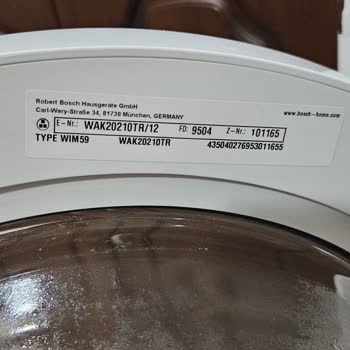 Robert Bosch Hausgeräte GmbH
Carl-Wery-Straße 34, 81739 München, GERMANY
www.bosch-home.com
E-Nr.: WAK20210TR/12 FD: 9504 Z-Nr.: 101165
TYPE WIM59 WAK20210TR 435040276953011655